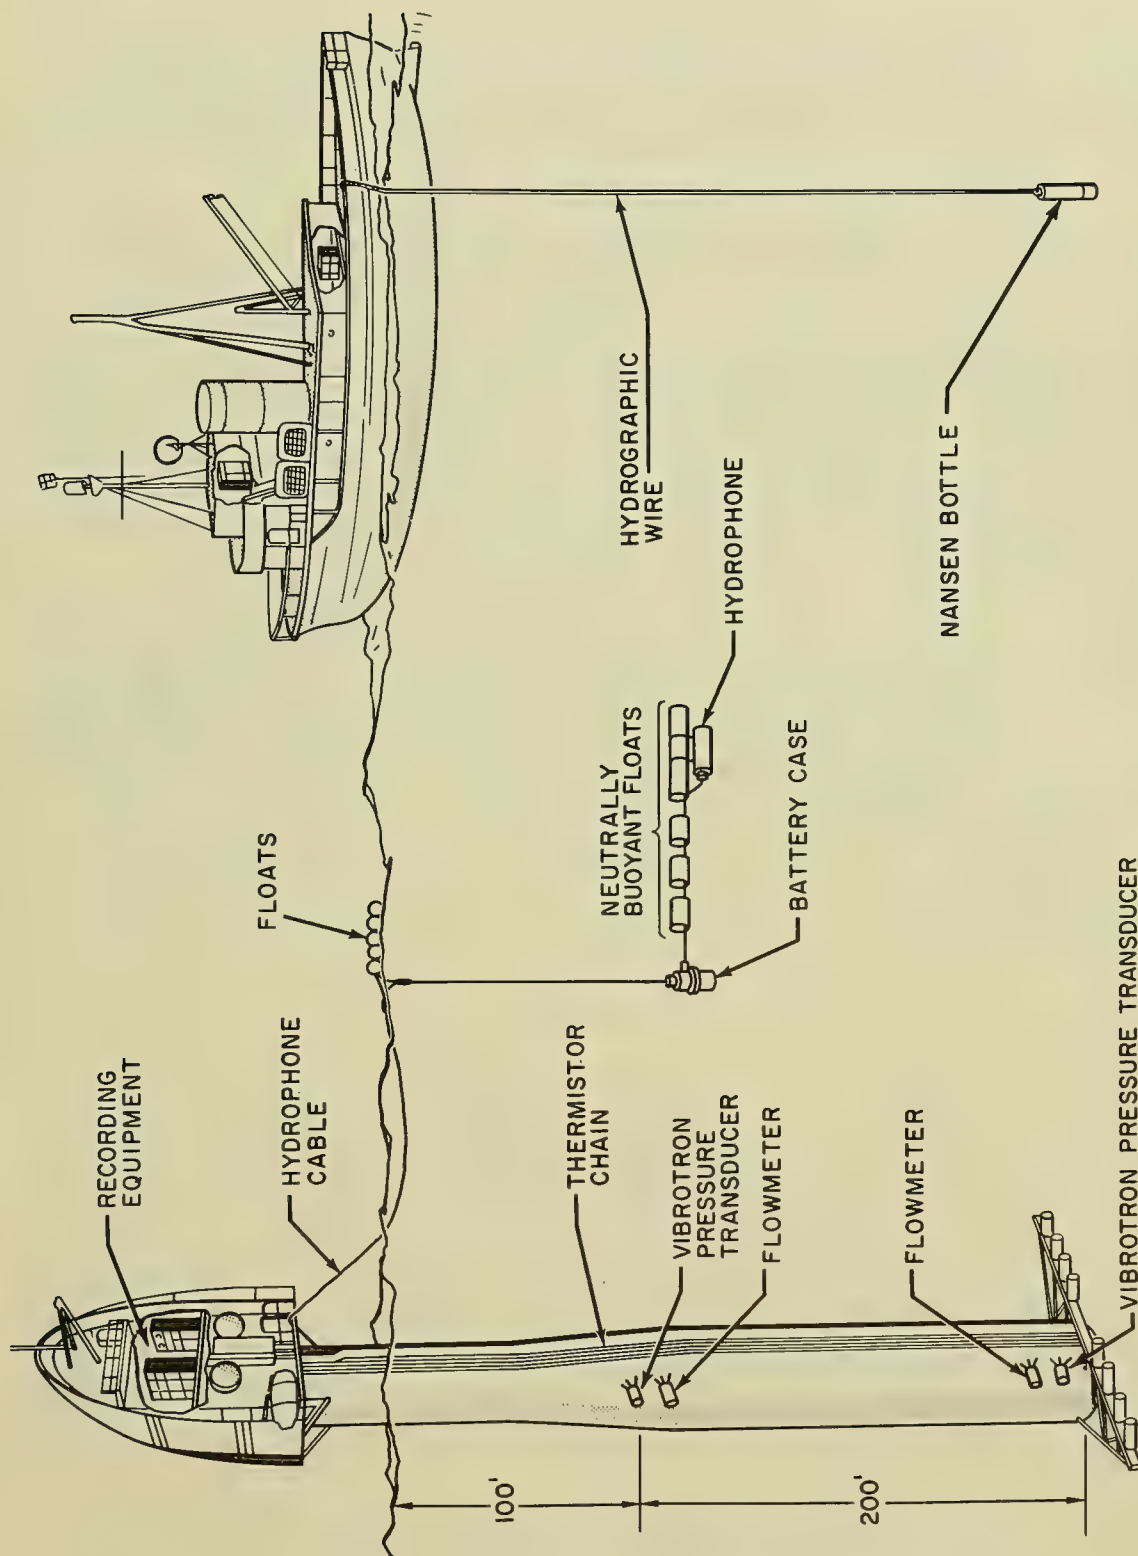 RECORDING
EQUIPMENT
HYDROPHONE
CABLE
FLOATS
THERMISTOR
CHAIN
VIBROTRON
PRESSURE
TRANSDUCER
FLOWMETER
FLOWMETER
VIBROTRON PRESSURE TRANSDUCER
100'
200'
NEUTRALLY
BUOYANT FLOATS
BATTERY CASE
HYDROPHONE
HYDROGRAPHIC
WIRE
NANSEN BOTTLE